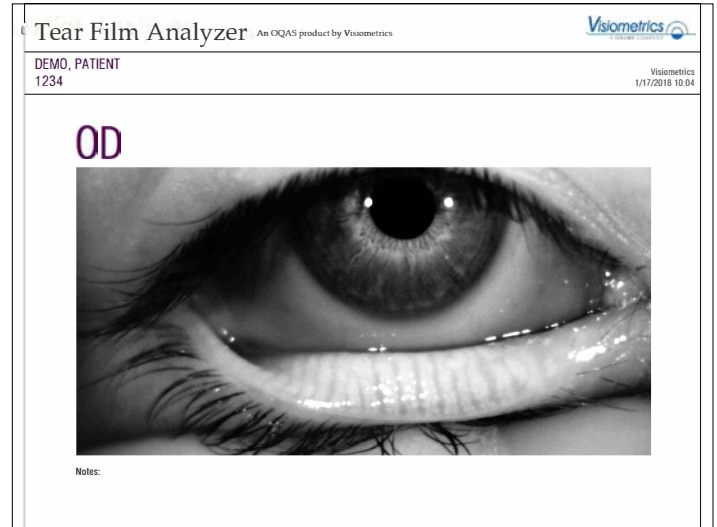 Tear Film Analyzer An OQAS product by Visiometrics
Visiometrics
DEMO, PATIENT
1234
Visiometrics
1/17/2018 10:04
OD
Notes: